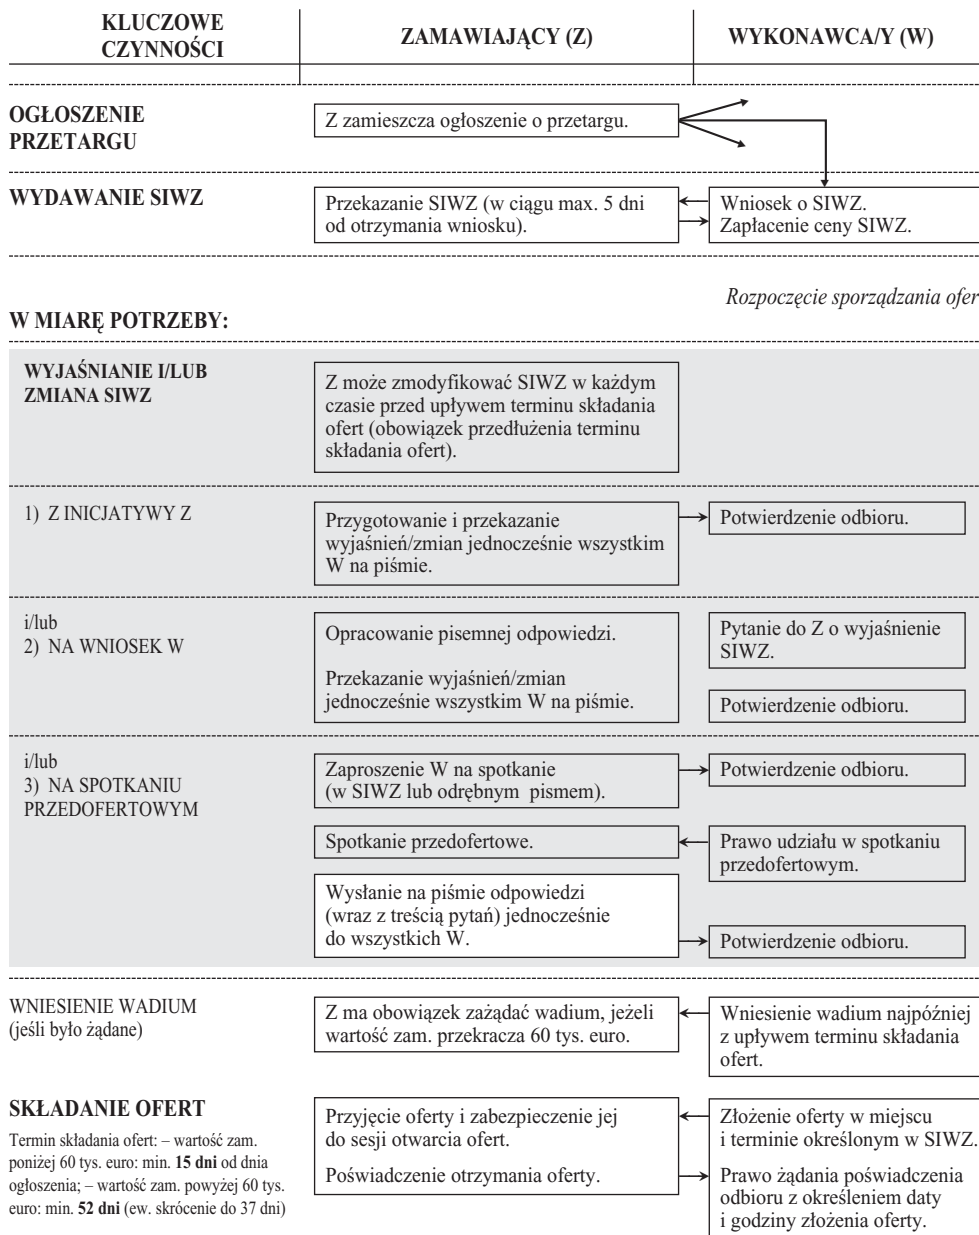 KLUCZOWE
CZYNNOŚCI
ZAMAWIAJĄCY (Z)
WYKONAWCA/Y (W)
OGŁOSZENIE
PRZETARGU
Z zamieszcza ogłoszenie o przetargu.
WYDAWANIE SIWZ
Przekazanie SIWZ (w ciągu max. 5 dni
od otrzymania wniosku).
Wniosek o SIWZ.
Zapłacenie ceny SIWZ.
Rozpoczęcie sporządzania ofer
W MIARĘ POTRZEBY:
WYJAŚNIANIE I/LUB
ZMIANA SIWZ
Z może zmodyfikować SIWZ w każdym
czasie przed upływem terminu składania
ofert (obowiązek przedłużenia terminu
składania ofert).
1) Z INICJATYWY Z
Przygotowanie i przekazanie
wyjaśnień/zmian jednocześnie wszystkim
W na piśmie.
Potwierdzenie odbioru.
i/lub
2) NA WNIOSEK W
Opracowanie pisemnej odpowiedzi.
Przekazanie wyjaśnień/zmian
jednocześnie wszystkim W na piśmie.
Pytanie do Z o wyjaśnienie
SIWZ.
Potwierdzenie odbioru.
i/lub
3) NA SPOTKANIU
PRZEDOFERTOWYM
Zaproszenie W na spotkanie
(w SIWZ lub odrębnym pismem).
Potwierdzenie odbioru.
Spotkanie przedofertowe.
Prawo udziału w spotkaniu
przedofertowym.
Wysłanie na piśmie odpowiedzi
(wraz z treścią pytań) jednocześnie
do wszystkich W.
Potwierdzenie odbioru.
WNIESIENIE WADIUM
(jeśli było żądane)
Z ma obowiązek zażądać wadium, jeżeli
wartość zam. przekracza 60 tys. euro.
Wniesienie wadium najpóźniej
z upływem terminu składania
ofert.
SKŁADANIE OFERT
Termin składania ofert: – wartość zam.
poniżej 60 tys. euro: min. 15 dni od dnia
ogłoszenia; – wartość zam. powyżej 60 tys.
euro: min. 52 dni (ew. skrócenie do 37 dni)
Przyjęcie oferty i zabezpieczenie jej
do sesji otwarcia ofert.
Poświadczenie otrzymania oferty.
Złożenie oferty w miejscu
i terminie określonym w SIWZ.
Prawo żądania poświadczenia
odbioru z określeniem daty
i godziny złożenia oferty.